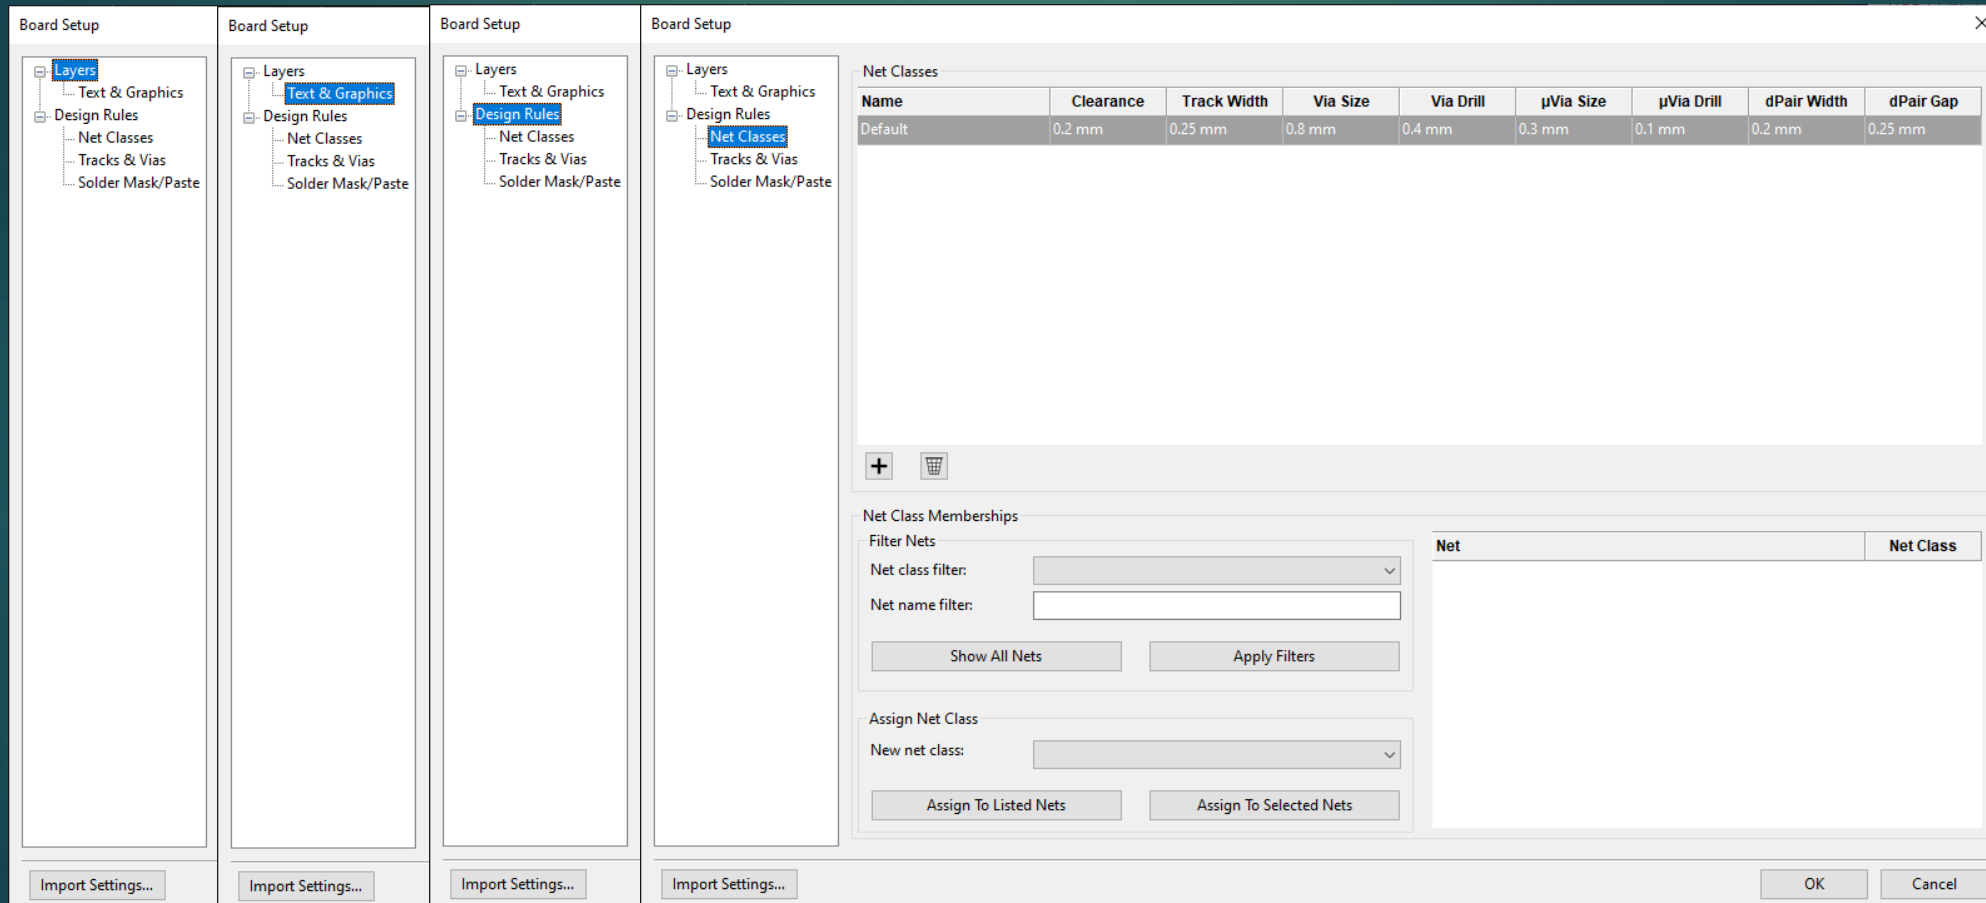 Board Setup
Layers
Text & Graphics
Design Rules
Net Classes
Tracks & Vias
Solder Mask/Paste
Import Settings...
Board Setup
Layers
Text & Graphics
Design Rules
Net Classes
Tracks & Vias
Solder Mask/Paste
Import Settings...
Board Setup
Layers
Text & Graphics
Design Rules
Net Classes
Tracks & Vias
Solder Mask/Paste
Import Settings...
Board Setup
Layers
Text & Graphics
Design Rules
Net Classes
Tracks & Vias
Solder Mask/Paste
Import Settings...
Net Classes
Name Clearance Track Width Via Size Via Drill µVia Size µVia Drill dPair Width dPair Gap
Default 0.2 mm 0.25 mm 0.8 mm 0.4 mm 0.3 mm 0.1 mm 0.2 mm 0.25 mm
Net Class Memberships
Filter Nets
Net class filter:
Net name filter:
Show All Nets Apply Filters
Assign Net Class
New net class:
Assign To Listed Nets Assign To Selected Nets
Net Net Class
OK Cancel